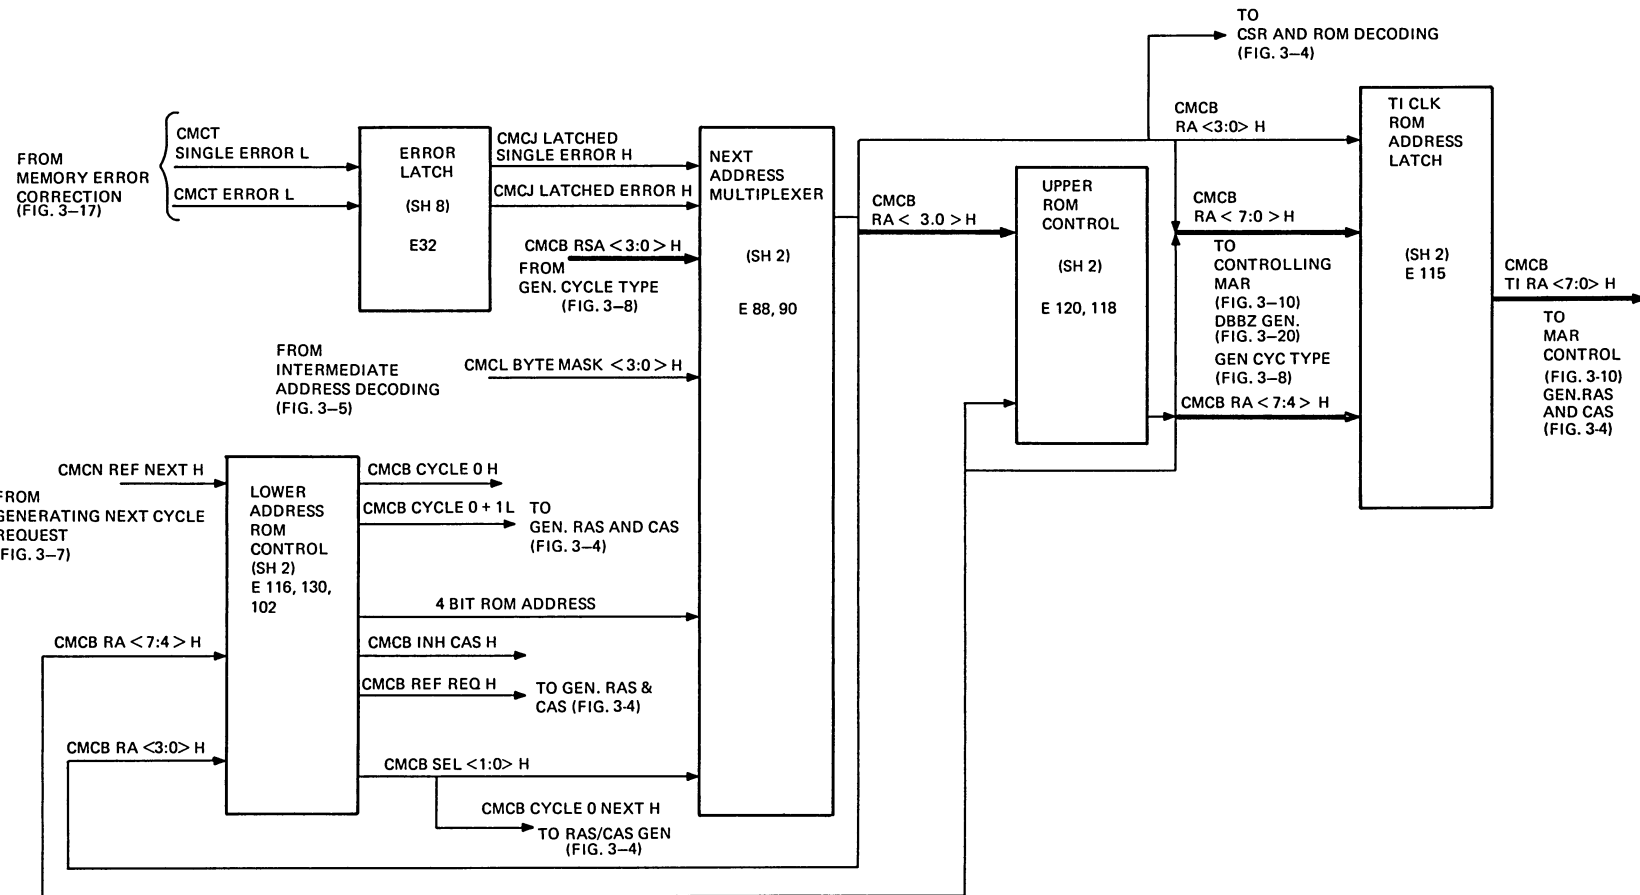 TO
CSR AND ROM DECODING
(FIG. 3–4)
FROM
MEMORY ERROR
CORRECTION
(FIG. 3–17)
CMCT
SINGLE ERROR L
CMCT ERROR L
ERROR
LATCH
(SH 8)
E32
CMCJ LATCHED
SINGLE ERROR H
CMCJ LATCHED ERROR H
CMCB RSA < 3:0 > H
FROM
GEN. CYCLE TYPE
(FIG. 3–8)
NEXT
ADDRESS
MULTIPLEXER
(SH 2)
E 88, 90
FROM
INTERMEDIATE
ADDRESS DECODING
(FIG. 3–5)
CMCL BYTE MASK < 3:0 > H
CMCB
RA < 3.0 > H
UPPER
ROM
CONTROL
(SH 2)
E 120, 118
CMCB
RA <3:0> H
CMCB
RA < 7:0 > H
TO
CONTROLLING
MAR
(FIG. 3–10)
DBBZ GEN.
(FIG. 3–20)
GEN CYC TYPE
(FIG. 3–8)
CMCB RA < 7:4 > H
TI CLK
ROM
ADDRESS
LATCH
(SH 2)
E 115
CMCB
TI RA <7:0> H
TO
MAR
CONTROL
(FIG. 3-10)
GEN.RAS
AND CAS
(FIG. 3-4)
CMCN REF NEXT H
FROM
GENERATING NEXT CYCLE
REQUEST
(FIG. 3–7)
LOWER
ADDRESS
ROM
CONTROL
(SH 2)
E 116, 130,
102
CMCB CYCLE 0 H
CMCB CYCLE 0 + 1 L
TO
GEN. RAS AND CAS
(FIG. 3–4)
4 BIT ROM ADDRESS
CMCB RA < 7:4 > H
CMCB INH CAS H
CMCB REF REQ H
TO GEN. RAS &
CAS (FIG. 3-4)
CMCB RA <3:0> H
CMCB SEL <1:0> H
CMCB CYCLE 0 NEXT H
TO RAS/CAS GEN
(FIG. 3–4)